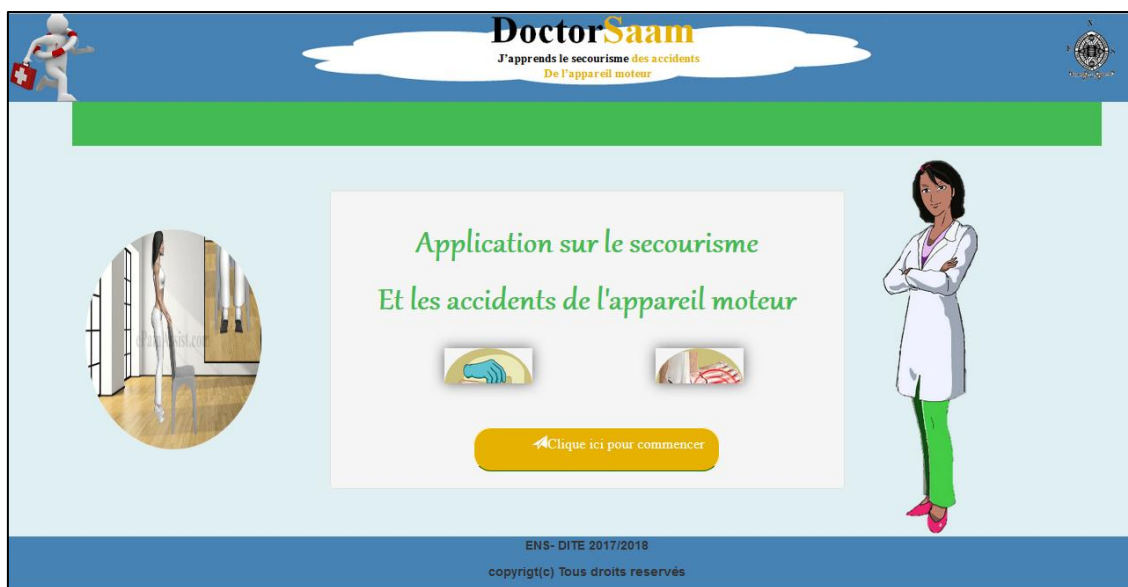 DoctorSaam
J'apprends le secourisme des accidents
De l'appareil moteur
N
Application sur le secourisme
Et les accidents de l'appareil moteur
Clique ici pour commencer
ENS- DITE 2017/2018
copyrigt(c) Tous droits reservés